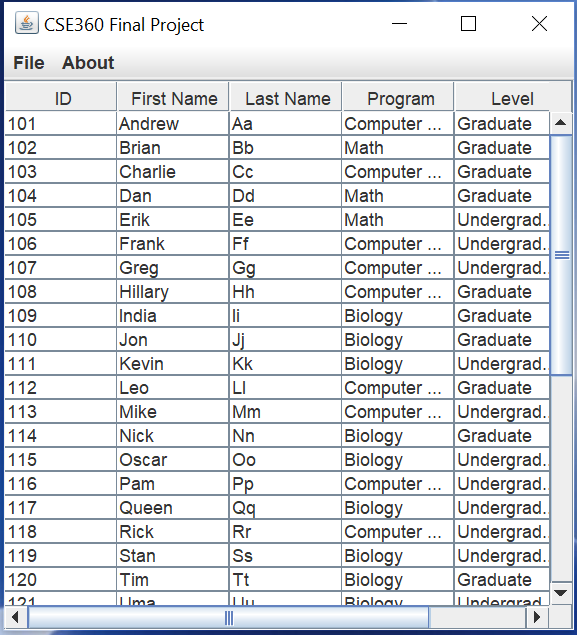 CSE360 Final Project
File About
ID First Name Last Name Program Level
101 Andrew Aa Computer ... Graduate
102 Brian Bb Math Graduate
103 Charlie Cc Computer ... Graduate
104 Dan Dd Math Graduate
105 Erik Ee Math Undergrad...
106 Frank Ff Computer ... Undergrad...
107 Greg Gg Computer ... Undergrad...
108 Hillary Hh Computer ... Graduate
109 India Ii Biology Graduate
110 Jon Jj Biology Graduate
111 Kevin Kk Biology Undergrad...
112 Leo Ll Computer ... Graduate
113 Mike Mm Computer ... Undergrad...
114 Nick Nn Biology Graduate
115 Oscar Oo Biology Undergrad...
116 Pam Pp Computer ... Undergrad...
117 Queen Qq Biology Undergrad...
118 Rick Rr Computer ... Undergrad...
119 Stan Ss Biology Undergrad...
120 Tim Tt Biology Graduate
121 Uma Uu Biology Undergrad...